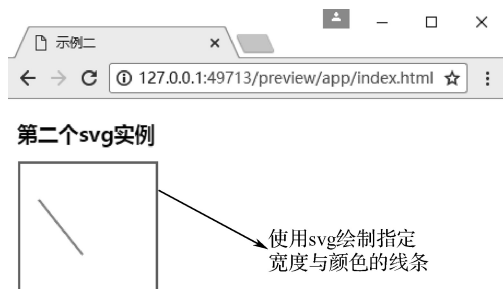 示例二
127.0.0.1:49713/preview/app/index.html
第二个svg实例
使用svg绘制指定
宽度与颜色的线条